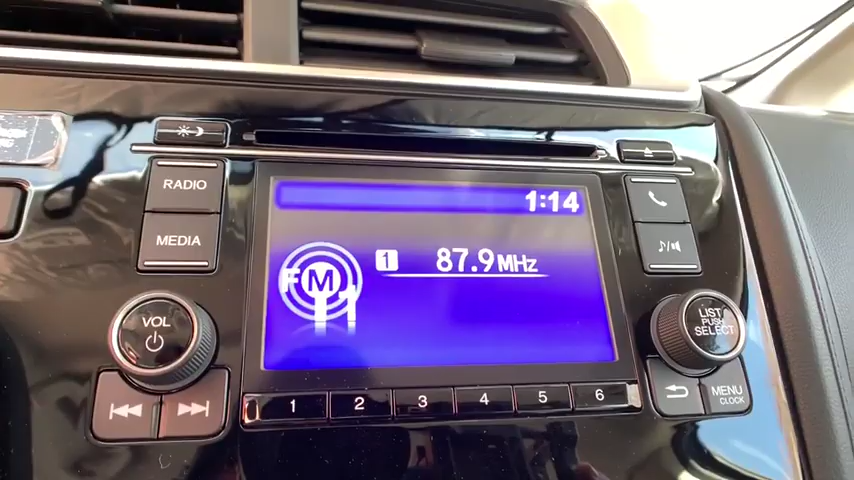 RADIO
MEDIA
VOL
1:14
FM1
1 87.9MHz
LIST
PUSH
SELECT
MENU
CLOCK
1 2 3 4 5 6